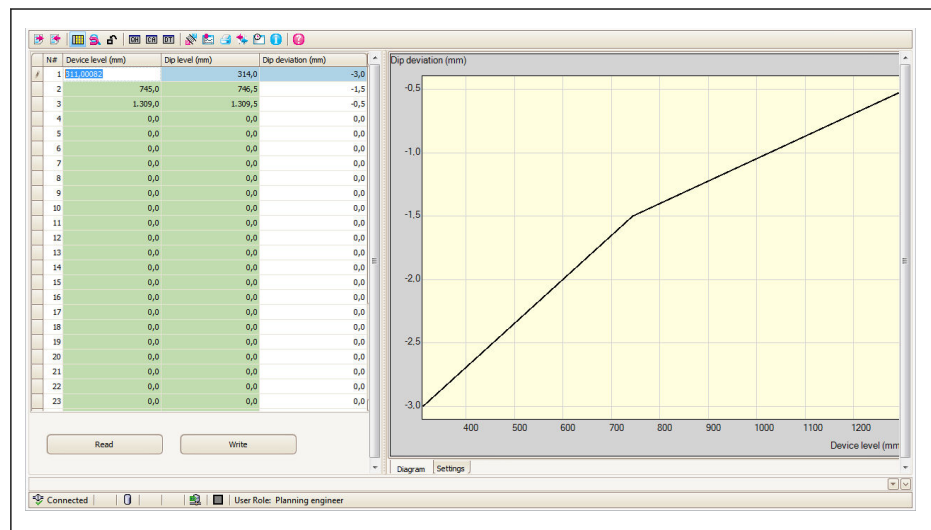 CH CA DT
N# Device level (mm) Dip level (mm) Dip deviation (mm)
1 311,00082 314,0 -3,0
2 745,0 746,5 -1,5
3 1.309,0 1.309,5 -0,5
4 0,0 0,0 0,0
5 0,0 0,0 0,0
6 0,0 0,0 0,0
7 0,0 0,0 0,0
8 0,0 0,0 0,0
9 0,0 0,0 0,0
10 0,0 0,0 0,0
11 0,0 0,0 0,0
12 0,0 0,0 0,0
13 0,0 0,0 0,0
14 0,0 0,0 0,0
15 0,0 0,0 0,0
16 0,0 0,0 0,0
17 0,0 0,0 0,0
18 0,0 0,0 0,0
19 0,0 0,0 0,0
20 0,0 0,0 0,0
21 0,0 0,0 0,0
22 0,0 0,0 0,0
23 0,0 0,0 0,0
Read Write
Dip deviation (mm)
-0,5
-1,0
-1.5
-2.0
-2.5
-3.0
400 500 600 700 800 900 1000 1100 1200
Device level (mm
Diagram Settings
Connected User Role: Planning engineer